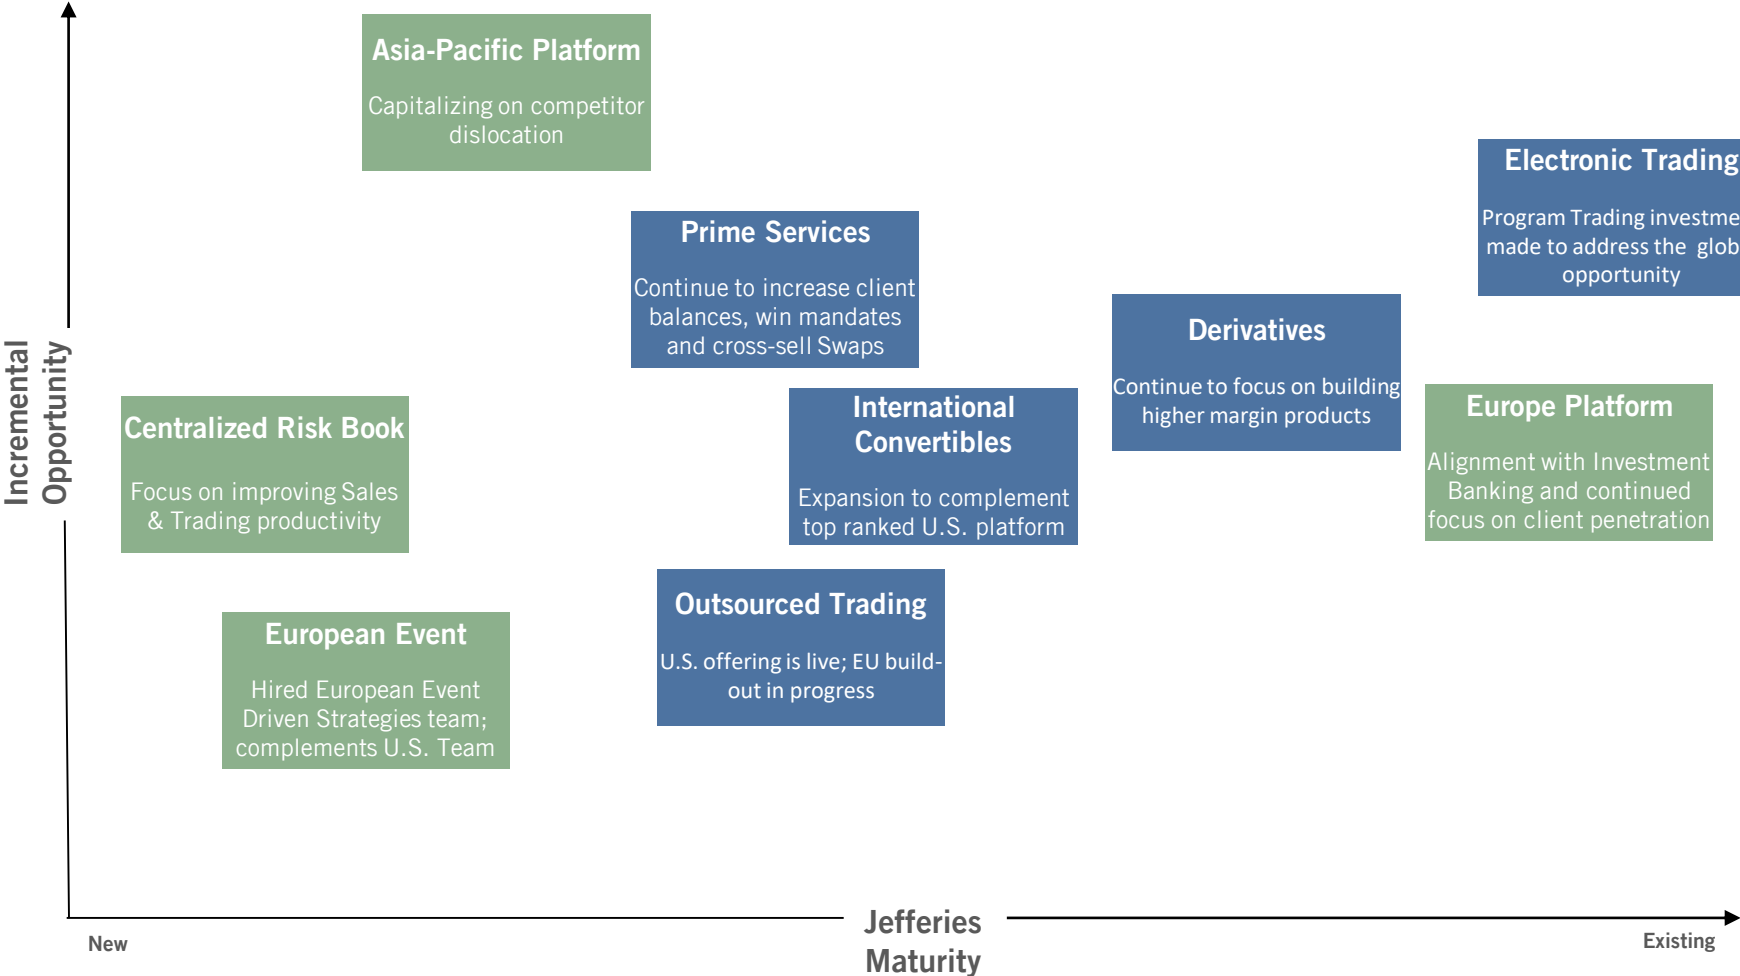 Asia-Pacific Platform
Capitalizing on competitor
dislocation
Electronic Trading
Program Trading investme
made to address the glob
opportunity
Prime Services
Continue to increase client
balances, win mandates
and cross-sell Swaps
Derivatives
Continue to focus on building
higher margin products
Incremental
Opportunity
Centralized Risk Book
Focus on improving Sales
& Trading productivity
International
Convertibles
Expansion to complement
top ranked U.S. platform
Europe Platform
Alignment with Investment
Banking and continued
focus on client penetration
European Event
Hired European Event
Driven Strategies team;
complements U.S. Team
Outsourced Trading
U.S. offering is live; EU build-
out in progress
New
Jefferies
Maturity
Existing